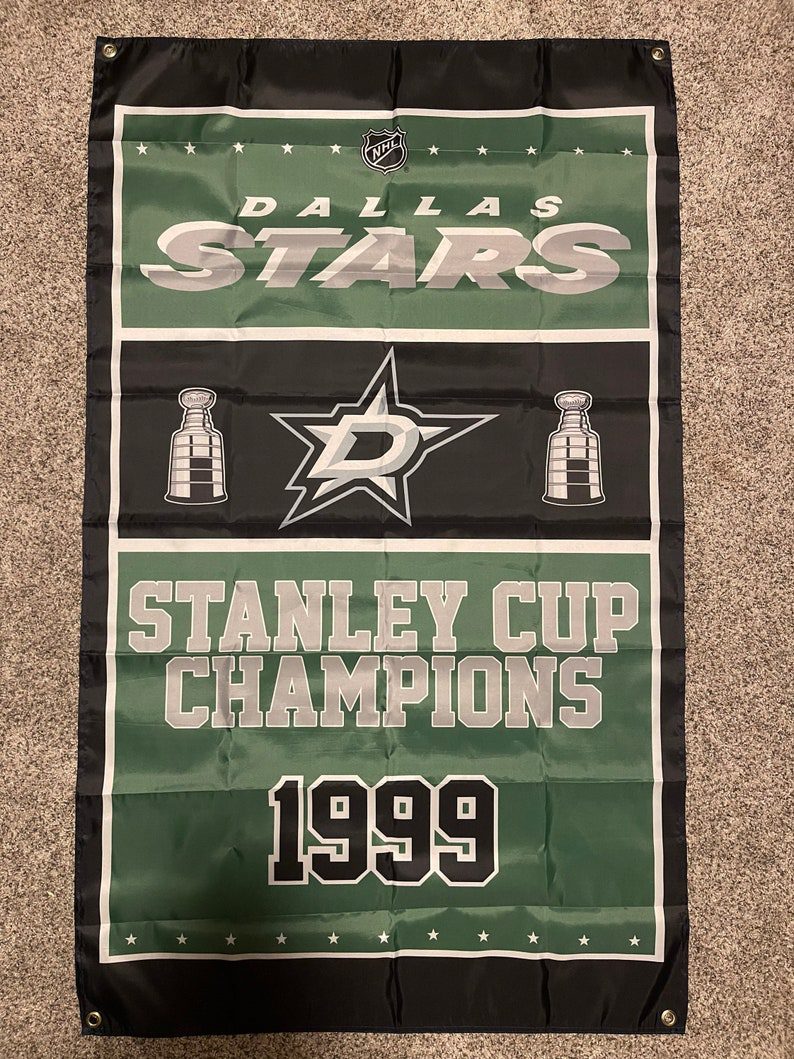 NHL
DALLAS
STARS
D
STANLEY CUP
CHAMPIONS
1999